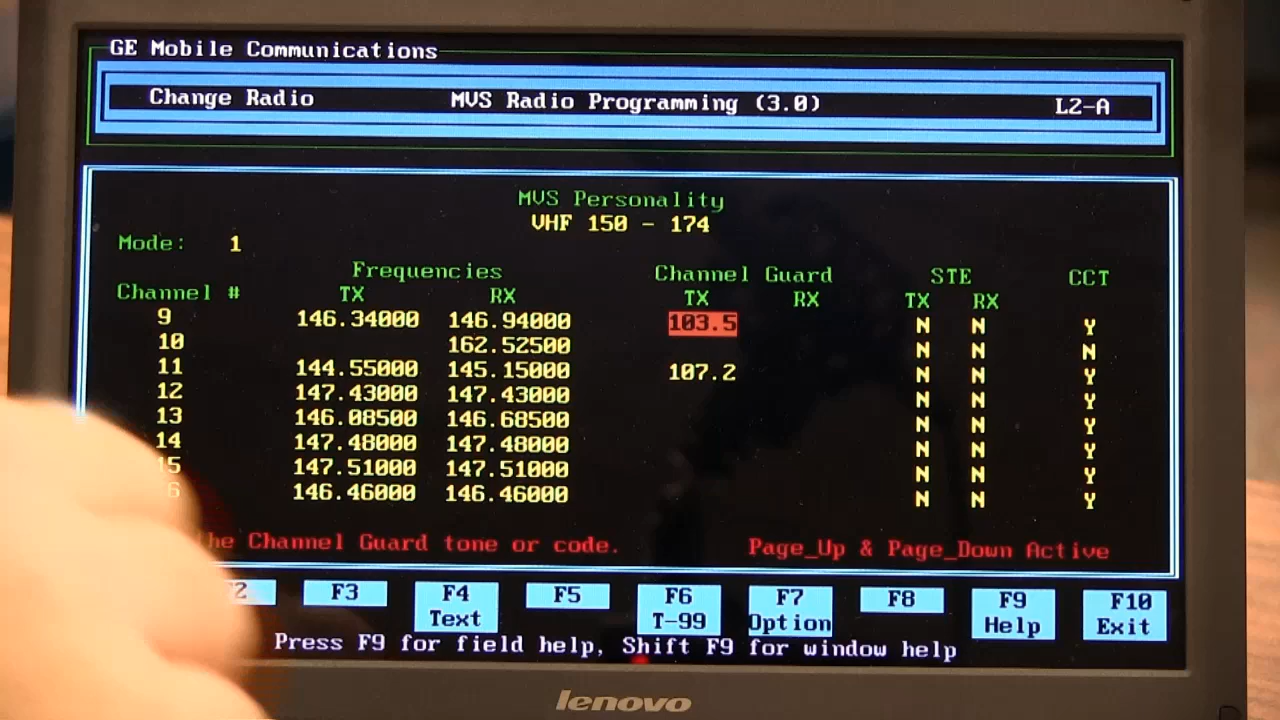 GE Mobile Communications
Change Radio MVS Radio Programming (3.0) L2-A
MVS Personality
VHF 150 - 174
Mode: 1
Frequencies Channel Guard STE CCT
Channel # TX RX TX RX TX RX
9 146.34000 146.94000 103.5 N N Y
10 162.52500 N N N
11 144.55000 145.15000 107.2 N N Y
12 147.43000 147.43000 N N Y
13 146.08500 146.68500 N N Y
14 147.48000 147.48000 N N Y
15 147.51000 147.51000 N N Y
6 146.46000 146.46000 N N Y
he Channel Guard tone or code. Page_Up & Page_Down Active
2 F3 F4 F5 F6 F7 F8 F9 F10
Text T-99 Option Help Exit
Press F9 for field help, Shift F9 for window help
lenovo